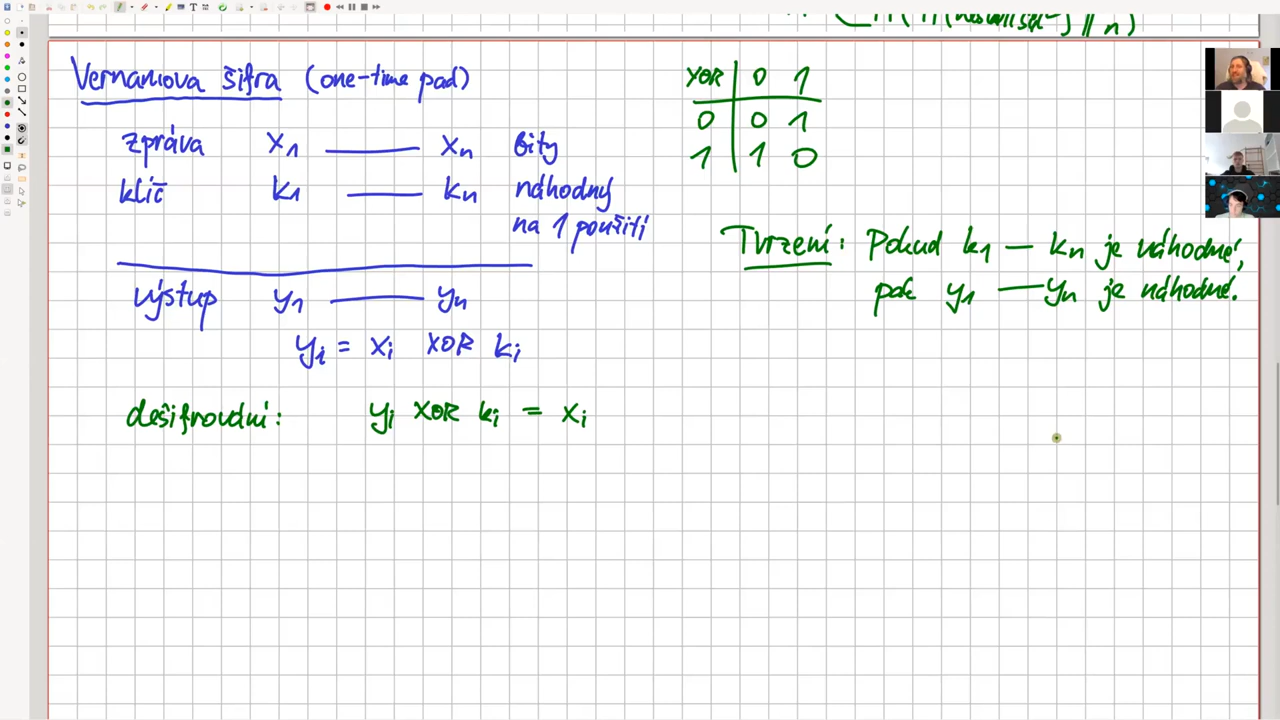 Vernamova šifra (one-time pad)
zpráva x1 — xn bity
klíč k1 — kn náhodný
na 1 použití
výstup y1 — yn
yi = xi XOR ki
dešifrování: yi XOR ki = xi
XOR 0 1
0 0 1
1 1 0
Tvrzení: Pokud k1 — kn je náhodné,
pak y1 — yn je náhodné.